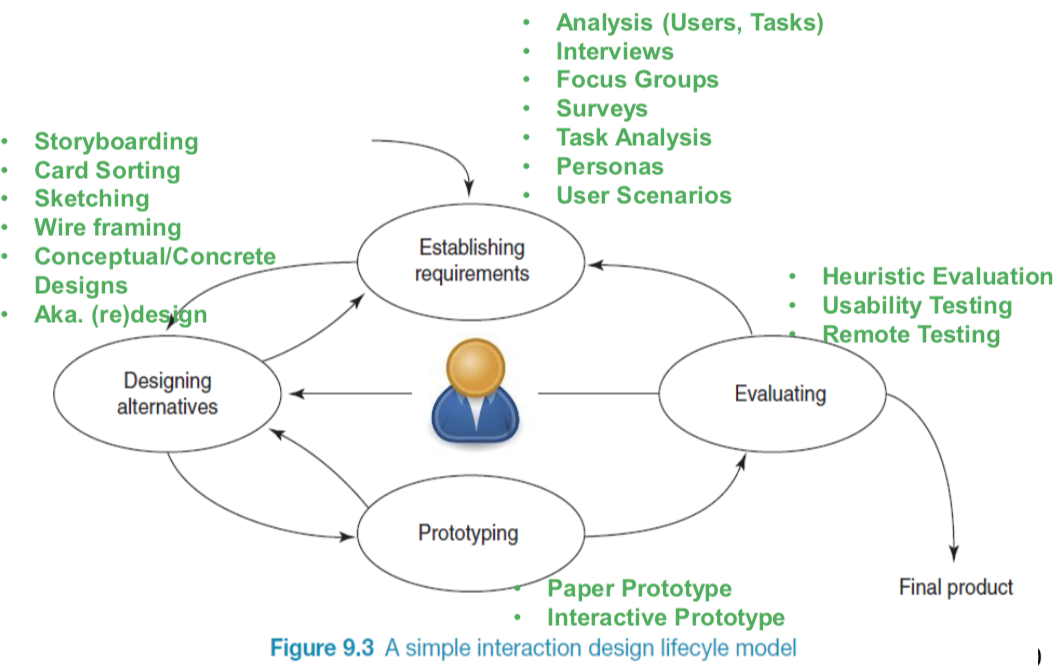 • Analysis (Users, Tasks)
• Interviews
• Focus Groups
• Surveys
• Task Analysis
• Personas
• User Scenarios
• Storyboarding
• Card Sorting
• Sketching
• Wire framing
• Conceptual/Concrete
Designs
• Aka. (re)design
Establishing
requirements
• Heuristic Evaluation
• Usability Testing
• Remote Testing
Designing
alternatives
Evaluating
Prototyping
• Paper Prototype
• Interactive Prototype
Final product
Figure 9.3 A simple interaction design lifecyle model
)